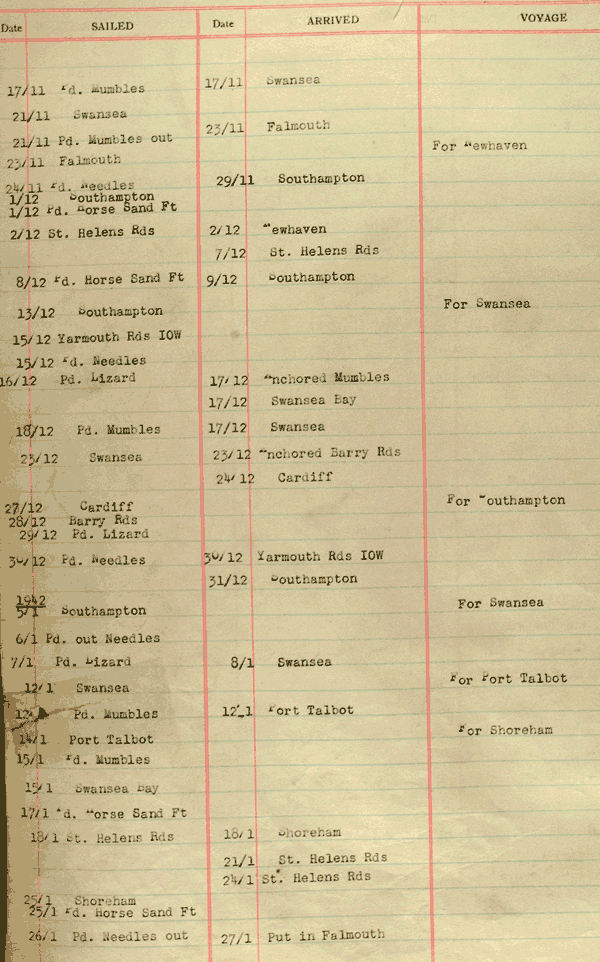 Date SAILED Date ARRIVED VOYAGE
17/11 Pd. Mumbles 17/11 Swansea
21/11 Swansea
21/11 Pd. Mumbles out 23/11 Falmouth
For Newhaven
23/11 Falmouth
24/11 Pd. Needles 29/11 Southampton
1/12 Southampton
1/12 Pd. Horse Sand Ft
2/12 St. Helens Rds 2/12 Newhaven
7/12 St. Helens Rds
8/12 Pd. Horse Sand Ft 9/12 Southampton
For Swansea
13/12 Southampton
15/12 Yarmouth Rds IOW
15/12 Pd. Needles
16/12 Pd. Lizard 17/12 Anchored Mumbles
17/12 Swansea Bay
18/12 Pd. Mumbles 17/12 Swansea
23/12 Swansea 23/12 Anchored Barry Rds
24/12 Cardiff
For Southampton
27/12 Cardiff
28/12 Barry Rds
29/12 Pd. Lizard
30/12 Pd. Needles 30/12 Yarmouth Rds IOW
31/12 Southampton
1942
5/1 Southampton For Swansea
6/1 Pd. out Needles
7/1 Pd. Lizard 8/1 Swansea
For Port Talbot
12/1 Swansea
Pd. Mumbles 12/1 Port Talbot
For Shoreham
14/1 Port Talbot
15/1 Pd. Mumbles
15/1 Swansea Bay
17/1 Pd. Horse Sand Ft
18/1 St. Helens Rds 18/1 Shoreham
21/1 St. Helens Rds
24/1 St. Helens Rds
25/1 Shoreham
25/1 Pd. Horse Sand Ft
26/1 Pd. Needles out 27/1 Put in Falmouth